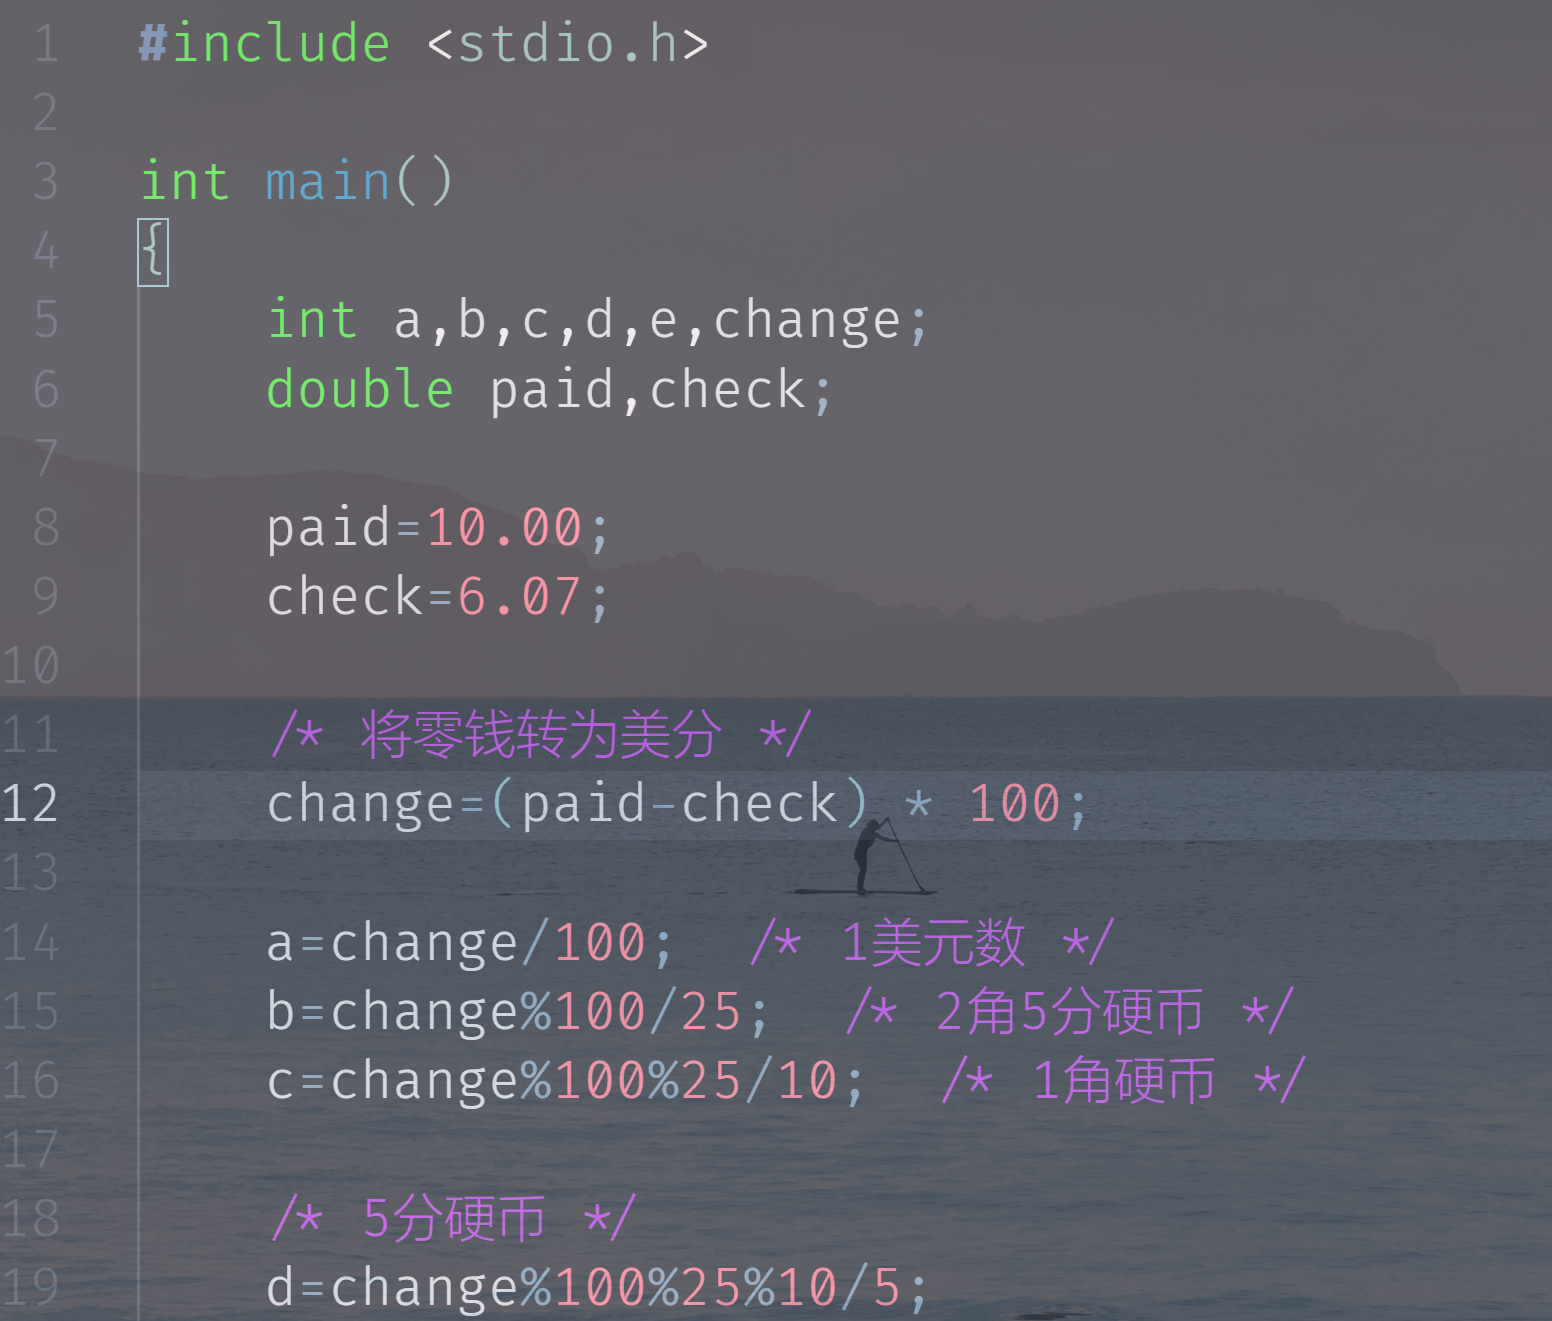 1 #include <stdio.h>
2
3 int main()
4 {
5 int a,b,c,d,e,change;
6 double paid,check;
7
8 paid=10.00;
9 check=6.07;
10
11 /* 将零钱转为美分 */
12 change=(paid-check) * 100;
13
14 a=change/100; /* 1美元数 */
15 b=change%100/25; /* 2角5分硬币 */
16 c=change%100%25/10; /* 1角硬币 */
17
18 /* 5分硬币 */
19 d=change%100%25%10/5;